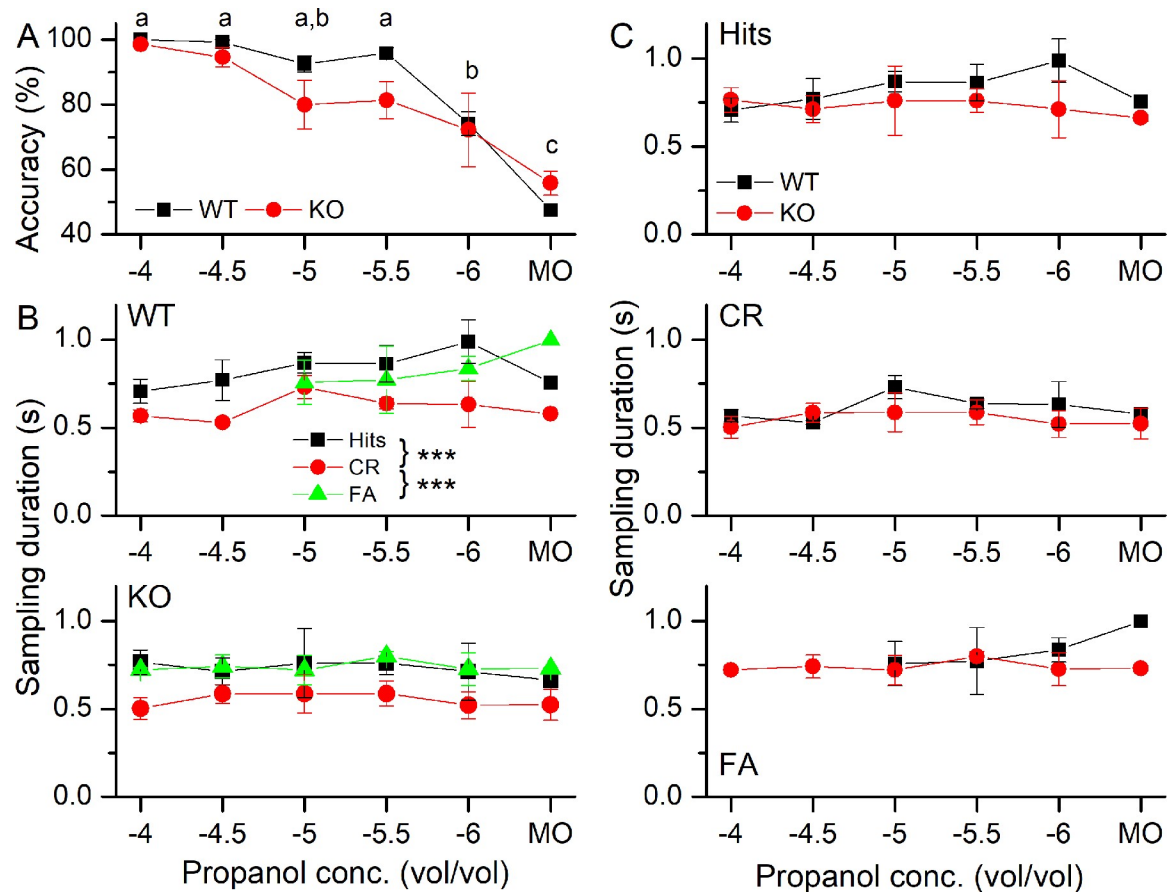 A
Accuracy (%)
100
80
60
40
a a a,b a b c
WT KO
-4 -4.5 -5 -5.5 -6 MO
B
WT
Sampling duration (s)
1.0
0.5
0.0
Hits
CR
FA
} ***
} ***
-4 -4.5 -5 -5.5 -6 MO
KO
1.0
0.5
0.0
-4 -4.5 -5 -5.5 -6 MO
Propanol conc. (vol/vol)
C
Hits
1.0
0.5
0.0
WT
KO
-4 -4.5 -5 -5.5 -6 MO
Sampling duration (s)
CR
1.0
0.5
0.0
-4 -4.5 -5 -5.5 -6 MO
1.0
0.5
0.0
FA
-4 -4.5 -5 -5.5 -6 MO
Propanol conc. (vol/vol)